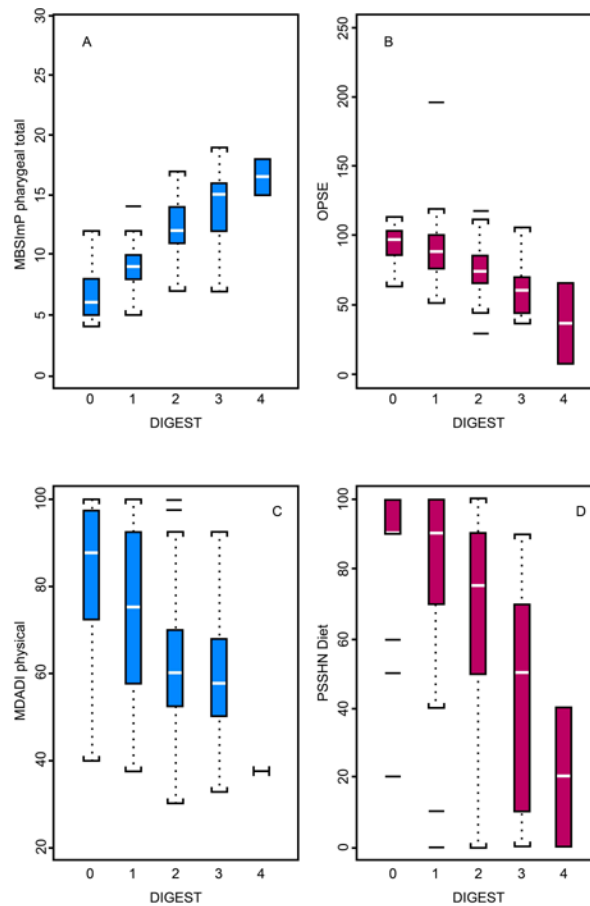 A
MBSImP pharygeal total
0 5 10 15 20 25 30
0 1 2 3 4
DIGEST
B
OPSE
0 50 100 150 200 250
0 1 2 3 4
DIGEST
C
MDADI physical
20 40 60 80 100
0 1 2 3 4
DIGEST
D
PSSHN Diet
0 20 40 60 80 100
0 1 2 3 4
DIGEST